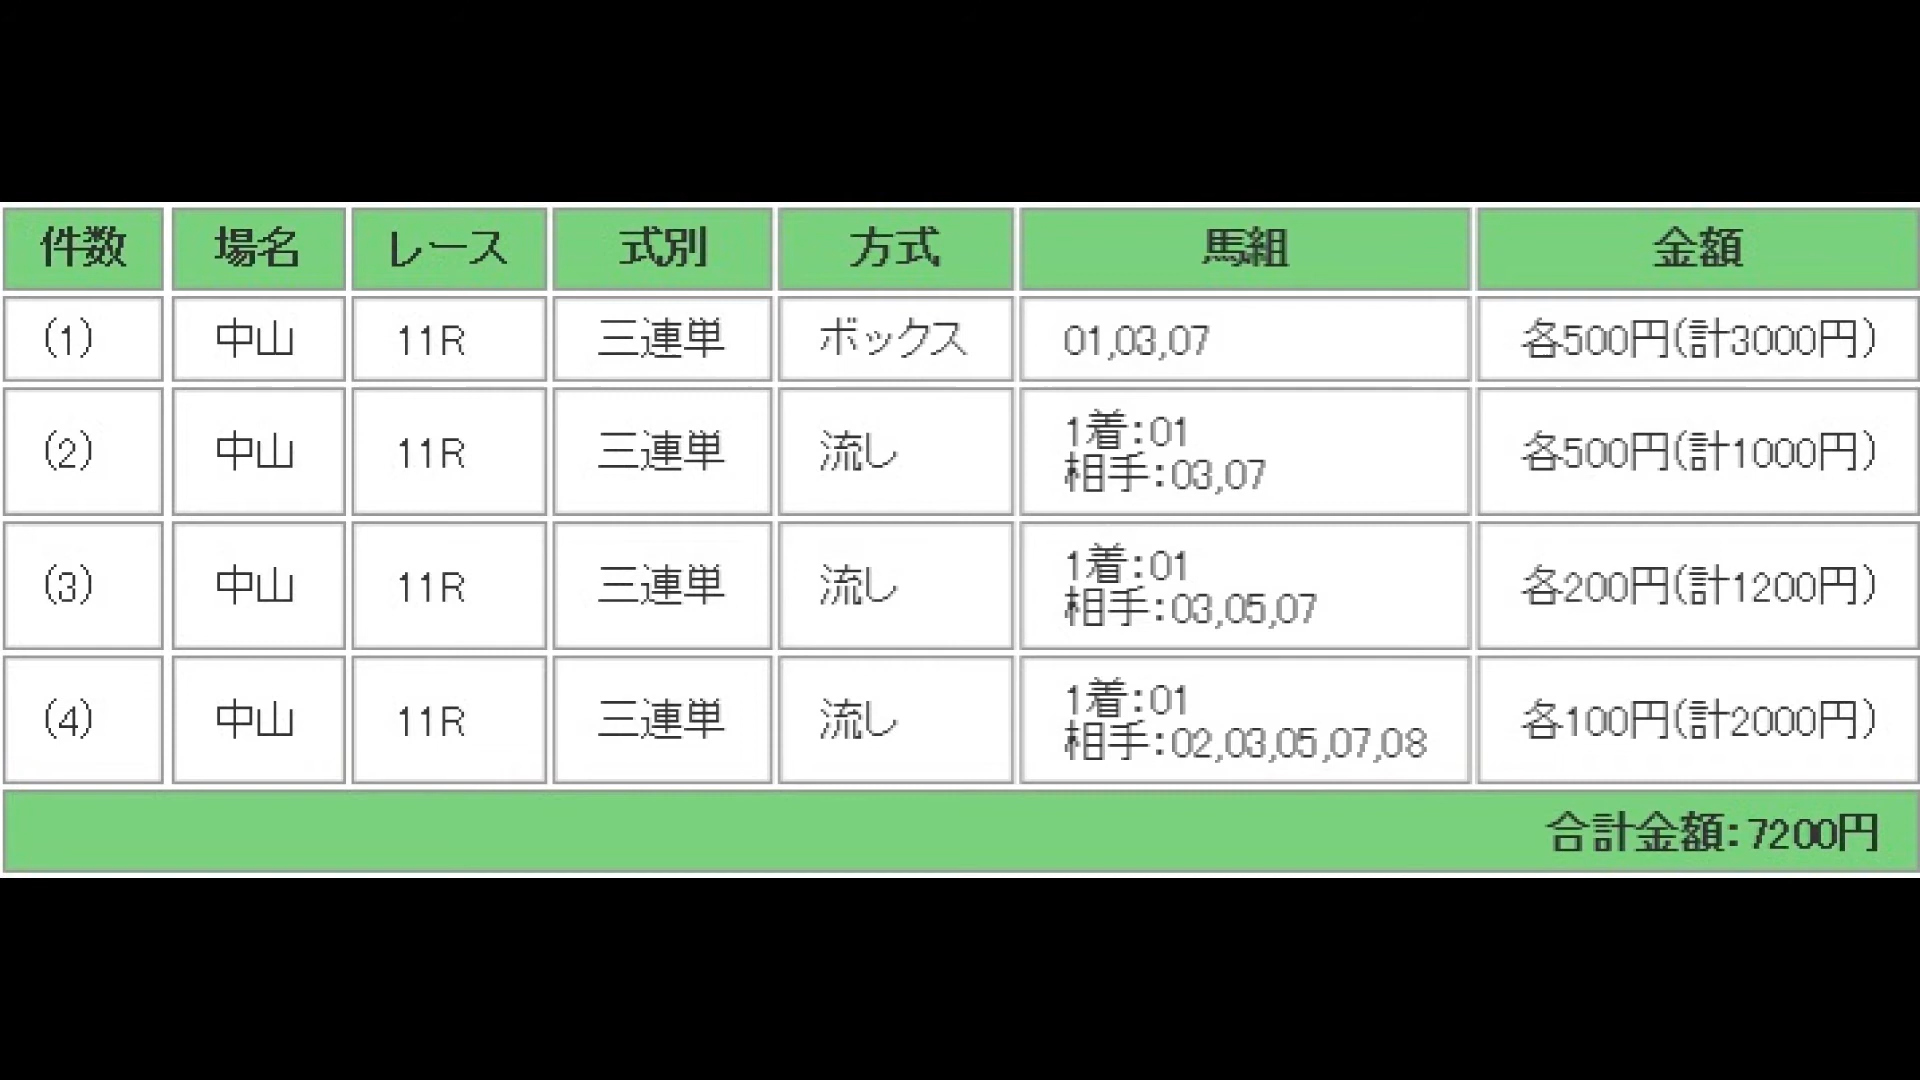 件数 場名 レース 式別 方式 馬組 金額
(1) 中山 11R 三連単 ボックス 01,03,07 各500円(計3000円)
(2) 中山 11R 三連単 流し 1着:01 各500円(計1000円)
相手:03,07
(3) 中山 11R 三連単 流し 1着:01 各200円(計1200円)
相手:03,05,07
(4) 中山 11R 三連単 流し 1着:01 各100円(計2000円)
相手:02,03,05,07,08
合計金額:7200円